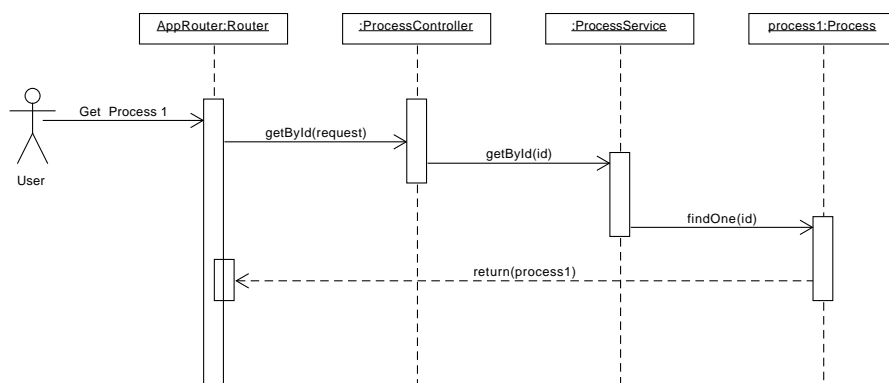 AppRouter:Router
:ProcessController
:ProcessService
process1:Process
Get Process 1
getById(request)
getById(id)
User
findOne(id)
return(process1)